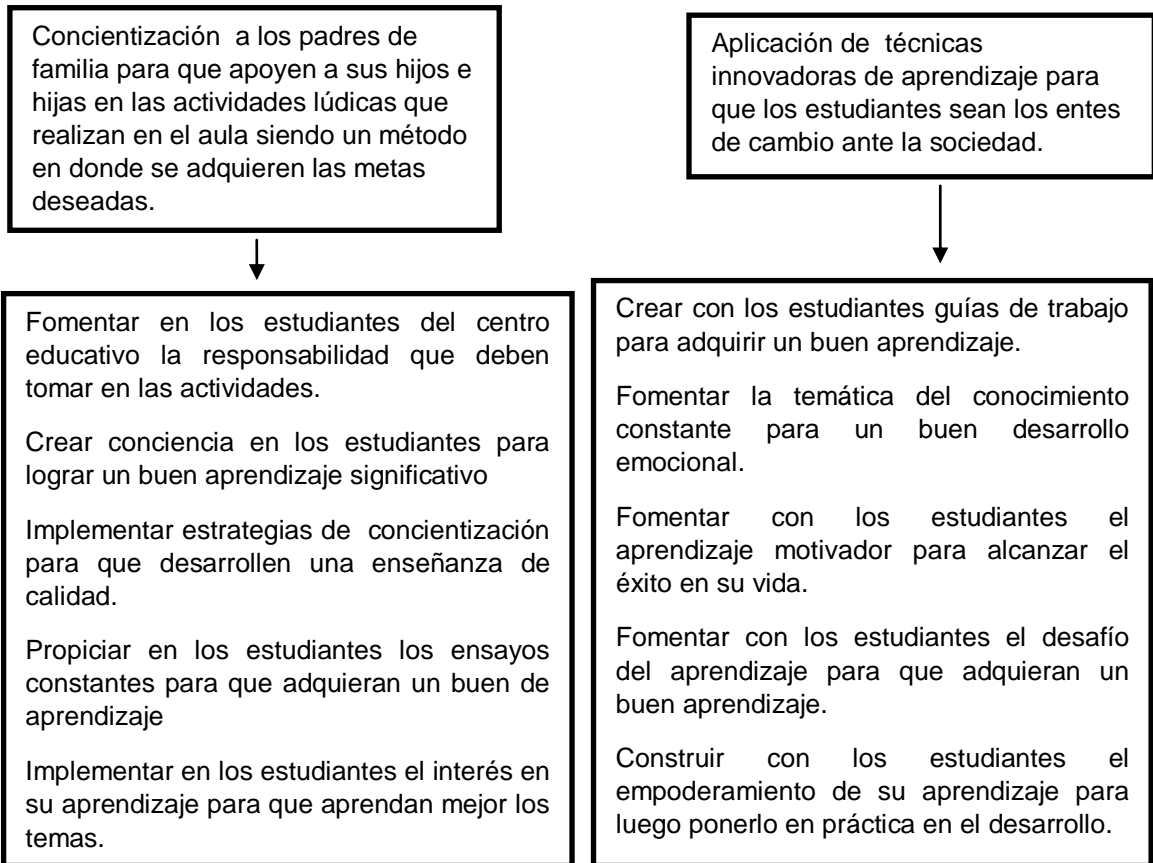 Concientización a los padres de
familia para que apoyen a sus hijos e
hijas en las actividades lúdicas que
realizan en el aula siendo un método
en donde se adquieren las metas
deseadas.
Aplicación de técnicas
innovadoras de aprendizaje para
que los estudiantes sean los entes
de cambio ante la sociedad.
Fomentar en los estudiantes del centro
educativo la responsabilidad que deben
tomar en las actividades.
Crear conciencia en los estudiantes para
lograr un buen aprendizaje significativo
Implementar estrategias de concientización
para que desarrollen una enseñanza de
calidad.
Propiciar en los estudiantes los ensayos
constantes para que adquieran un buen de
aprendizaje
Implementar en los estudiantes el interés en
su aprendizaje para que aprendan mejor los
temas.
Crear con los estudiantes guías de trabajo
para adquirir un buen aprendizaje.
Fomentar la temática del conocimiento
constante para un buen desarrollo
emocional.
Fomentar con los estudiantes el
aprendizaje motivador para alcanzar el
éxito en su vida.
Fomentar con los estudiantes el desafío
del aprendizaje para que adquieran un
buen aprendizaje.
Construir con los estudiantes el
empoderamiento de su aprendizaje para
luego ponerlo en práctica en el desarrollo.